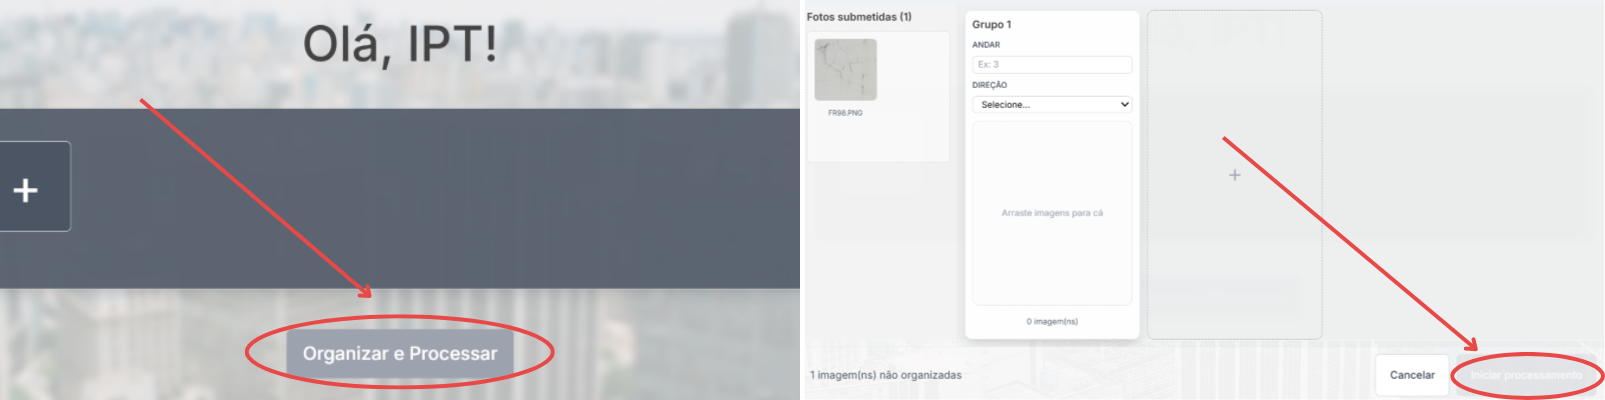 Olá, IPT!
+
Organizar e Processar
Fotos submetidas (1)
FR98.PNG
Grupo 1
ANDAR
Ex: 3
DIREÇÃO
Selecione...
Arraste imagens para cá
0 imagem(ns)
+
1 imagem(ns) não organizadas
Cancelar
Iniciar processamento